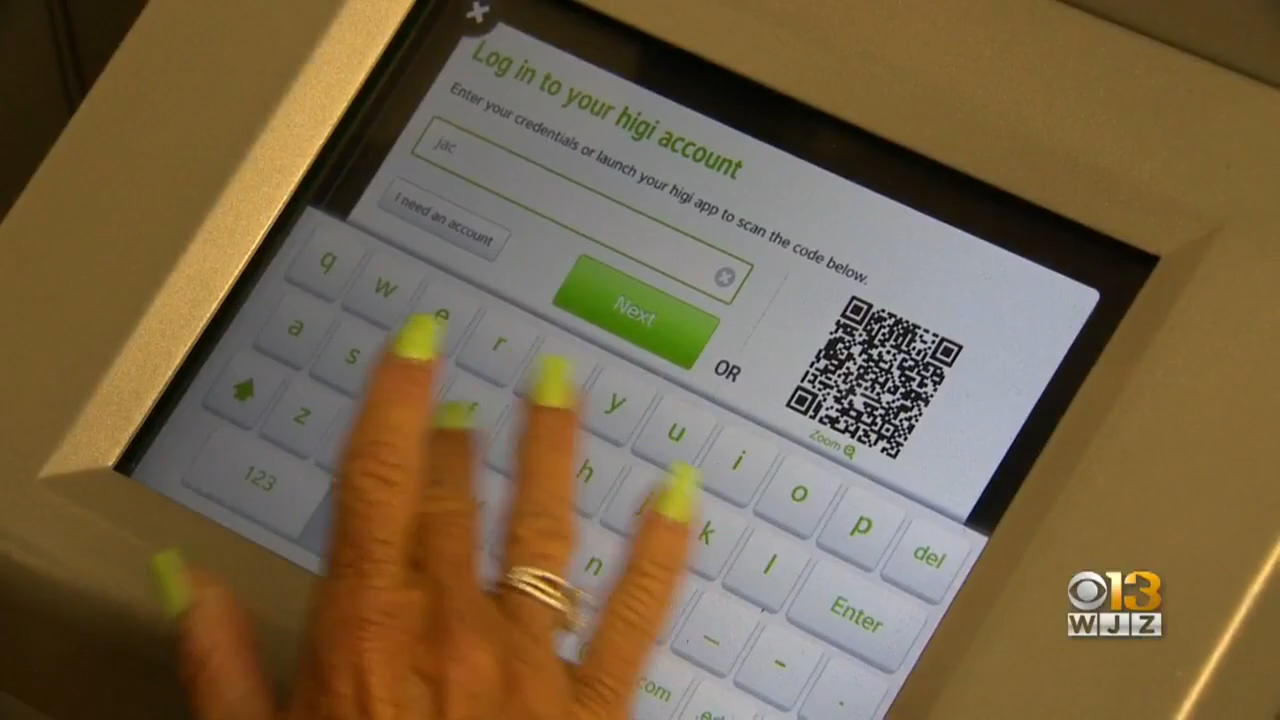 Log in to your higi account
Enter your credentials or launch your higi app to scan the code below.
jac
I need an account
Next
OR
Zoom
q w e r y u i o p del
a s f h j k l Enter
z n _ - .
123 .com
13
WJZ